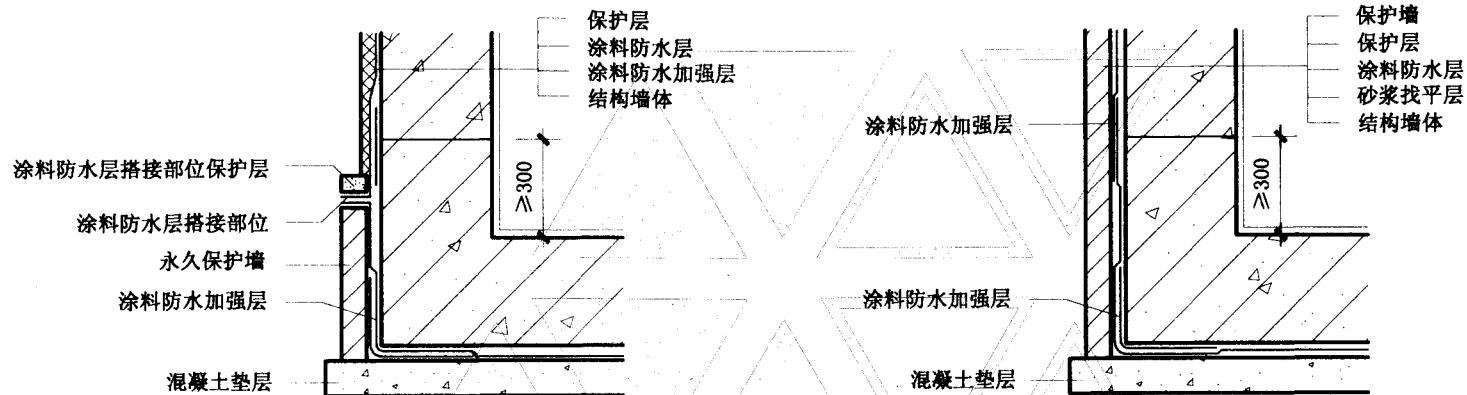 保护层
涂料防水层
涂料防水加强层
结构墙体
涂料防水层搭接部位保护层
≥300
涂料防水层搭接部位
永久保护墙
涂料防水加强层
混凝土垫层
保护墙
保护层
涂料防水层
砂浆找平层
结构墙体
涂料防水加强层
≥300
涂料防水加强层
混凝土垫层